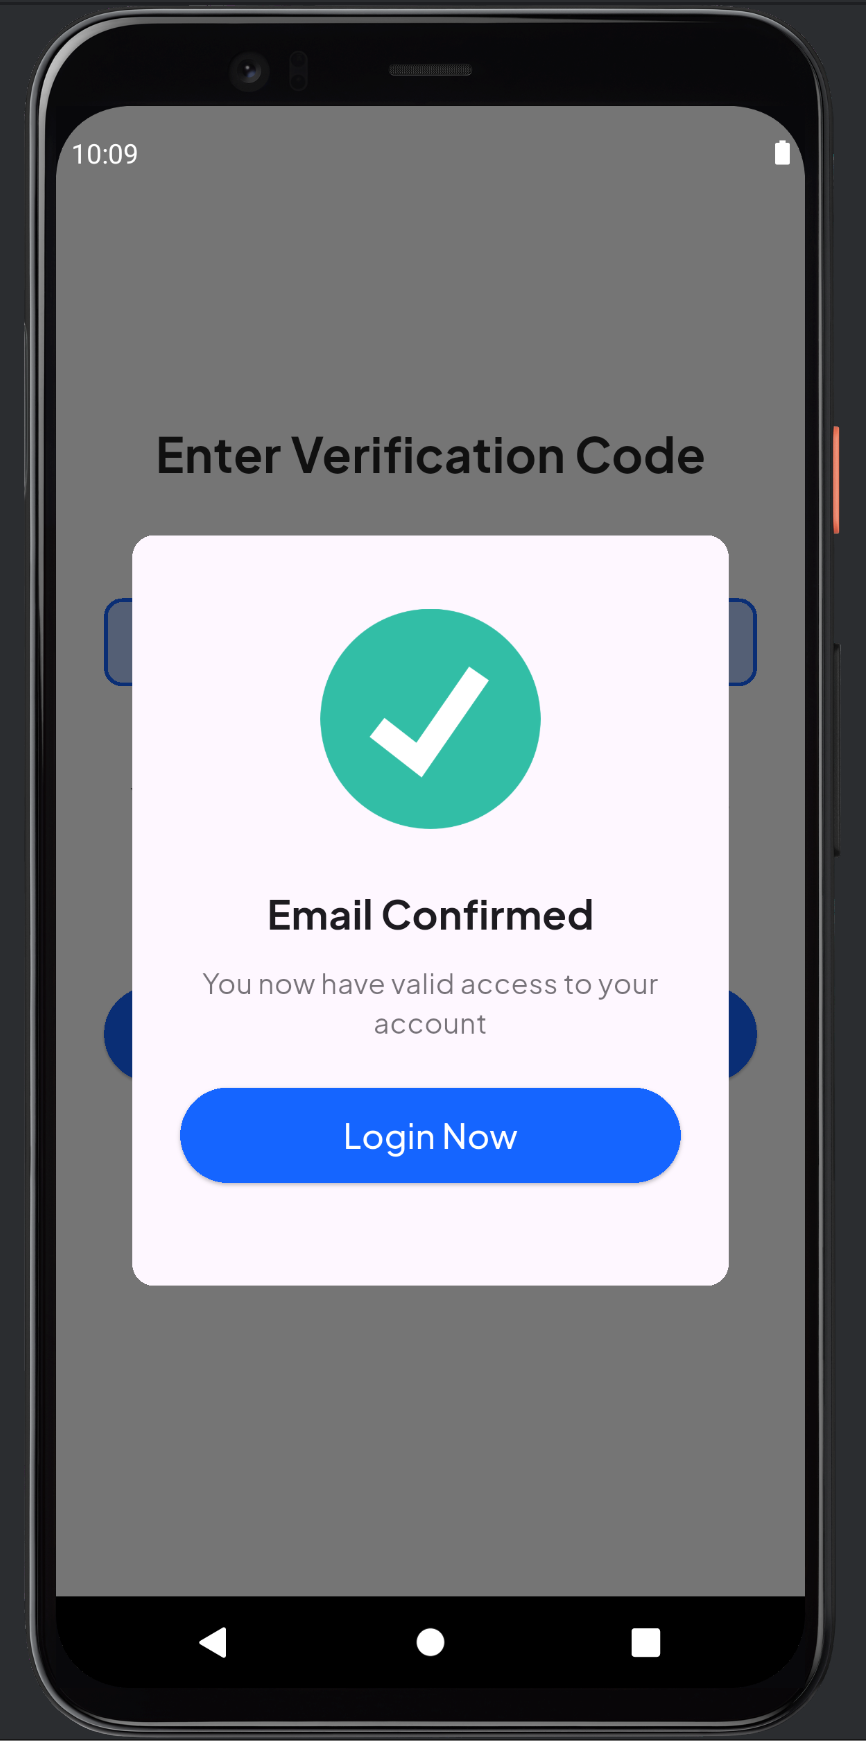 10:09
Enter Verification Code
Email Confirmed
You now have valid access to your
account
Login Now